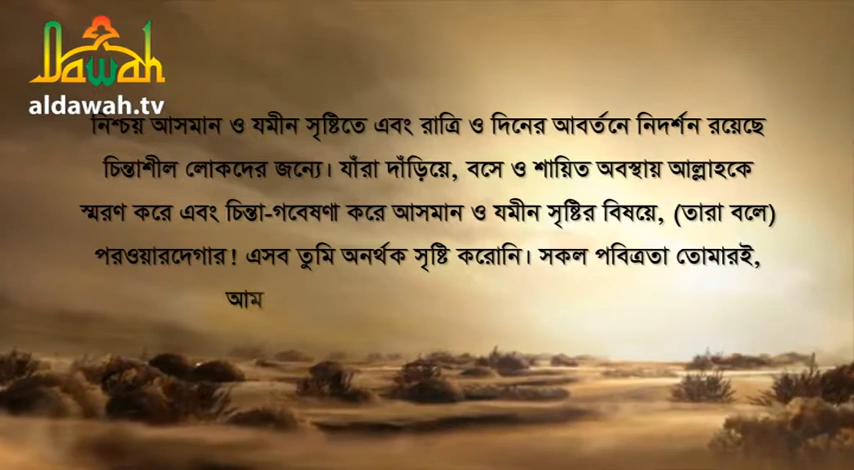 Dawah
aldawah.tv
নিশ্চয় আসমান ও যমীন সৃষ্টিতে এবং রাত্রি ও দিনের আবর্তনে নিদর্শন রয়েছে
চিন্তাশীল লোকদের জন্যে। যাঁরা দাঁড়িয়ে, বসে ও শায়িত অবস্থায় আল্লাহকে
স্মরণ করে এবং চিন্তা-গবেষণা করে আসমান ও যমীন সৃষ্টির বিষয়ে, (তারা বলে)
পরওয়ারদেগার! এসব তুমি অনর্থক সৃষ্টি করোনি। সকল পবিত্রতা তোমারই,
আম